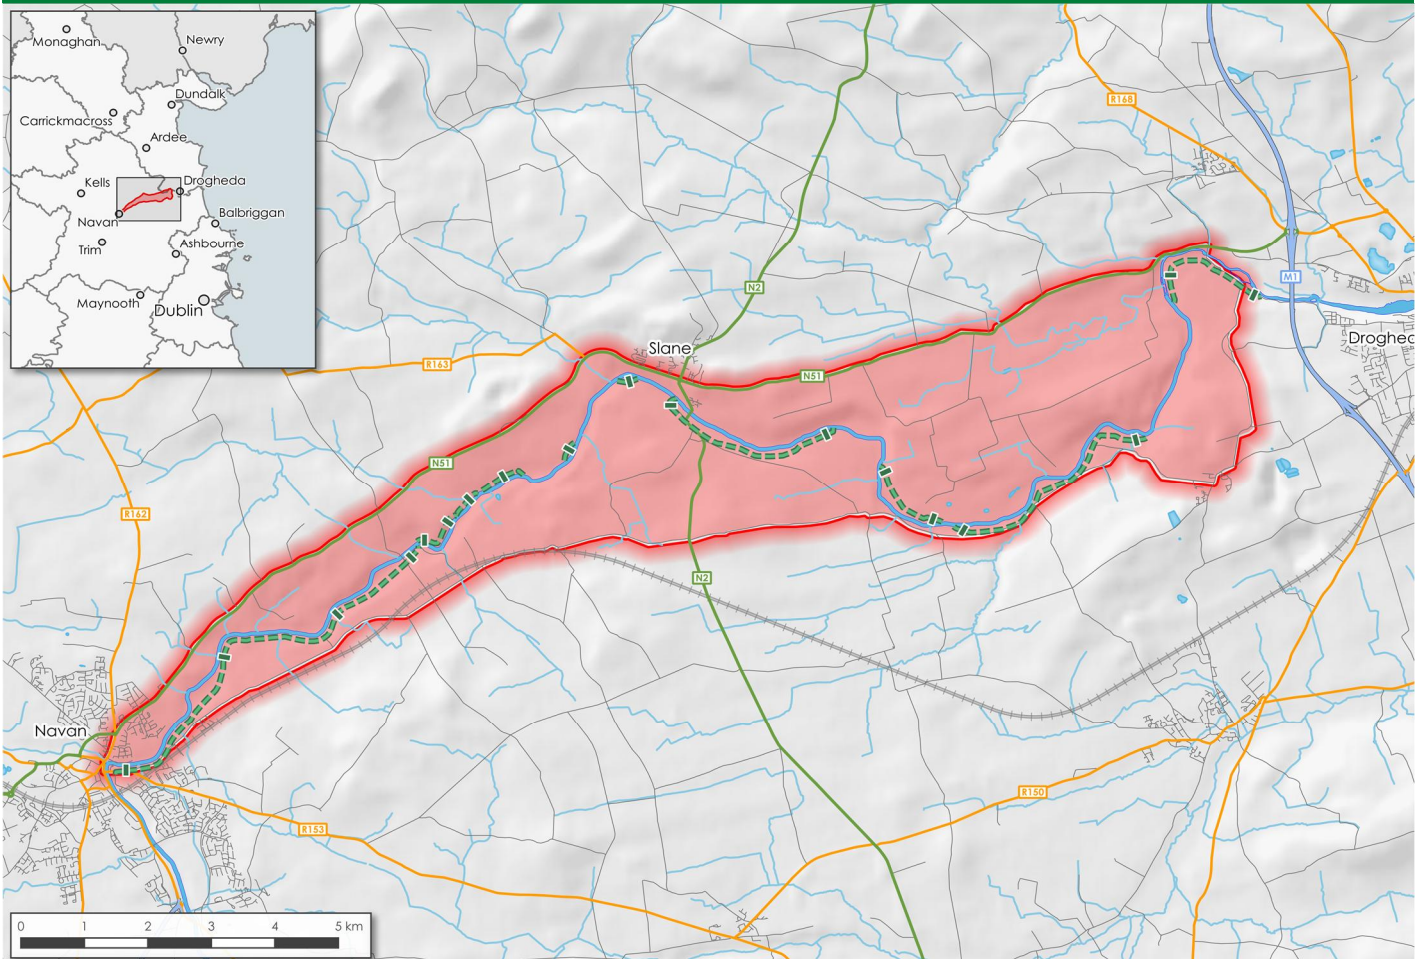 Monaghan
Newry
Dundalk
Carrickmacross
Ardee
Kells
Drogheda
Navan
Balbriggan
Trim
Ashbourne
Maynooth
Dublin
R168
M1
N2
Slane
Droghed
R163
N51
N51
R162
N2
Navan
R150
R153
0 1 2 3 4 5 km